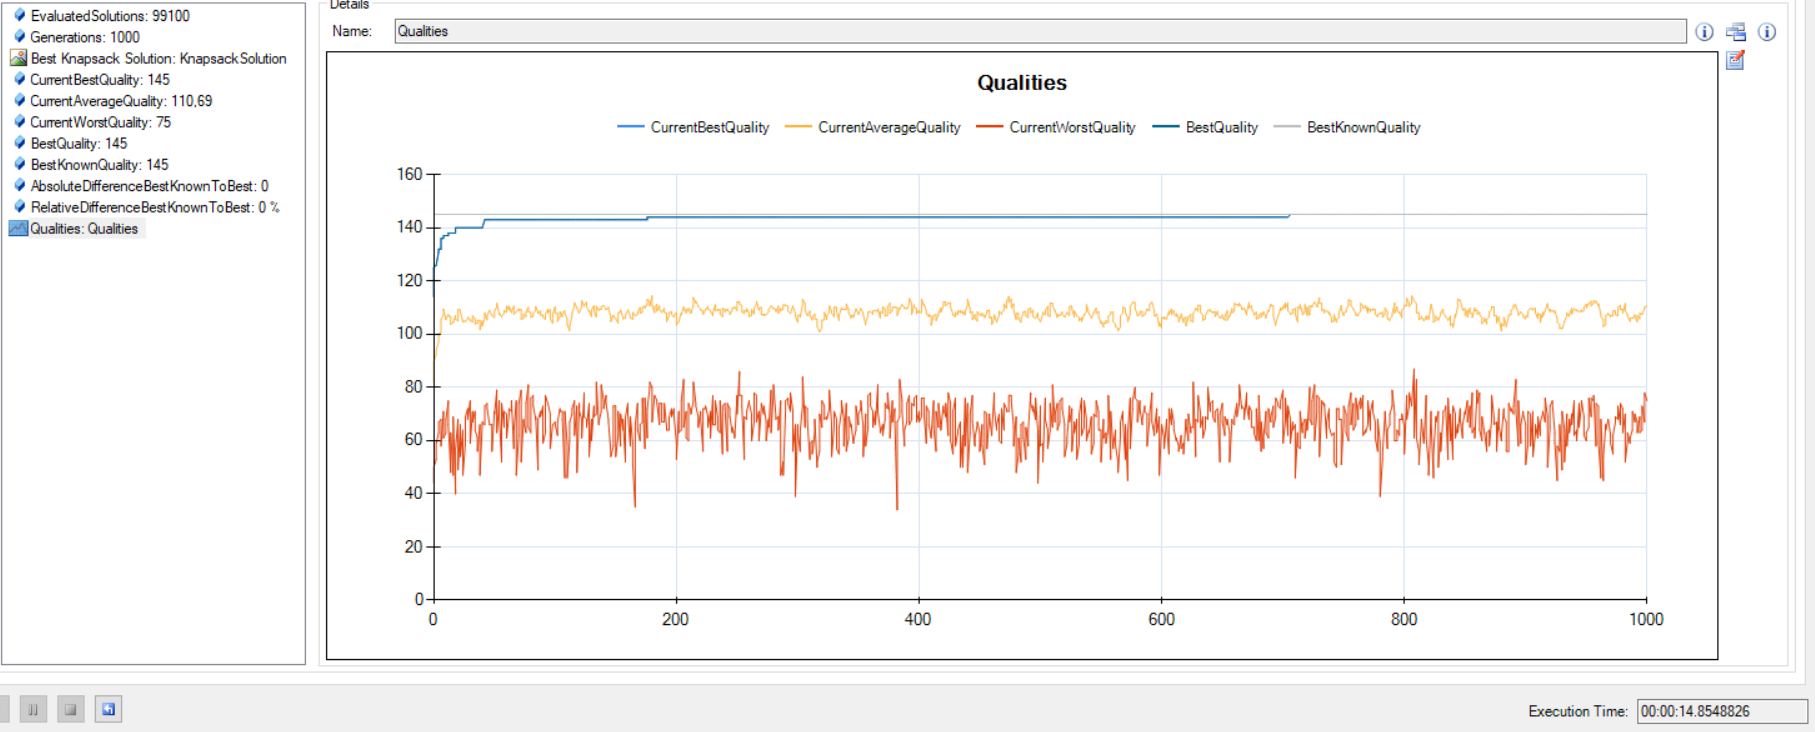 EvaluatedSolutions: 99100
Generations: 1000
Best Knapsack Solution: KnapsackSolution
CurrentBestQuality: 145
CurrentAverageQuality: 110,69
CurrentWorstQuality: 75
BestQuality: 145
BestKnownQuality: 145
AbsoluteDifferenceBestKnownToBest: 0
RelativeDifferenceBestKnownToBest: 0 %
Qualities: Qualities
Details
Name: Qualities
Qualities
CurrentBestQuality CurrentAverageQuality CurrentWorstQuality BestQuality BestKnownQuality
160
140
120
100
80
60
40
20
0
0 200 400 600 800 1000
Execution Time: 00:00:14.8548826